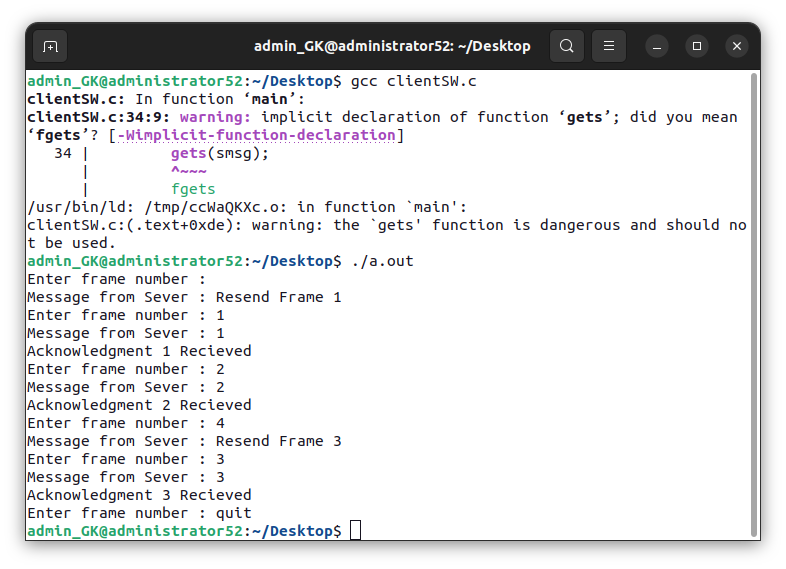 admin_GK@administrator52: ~/Desktop
admin_GK@administrator52:~/Desktop$ gcc clientSW.c
clientSW.c: In function ‘main’:
clientSW.c:34:9: warning: implicit declaration of function ‘gets’; did you mean
‘fgets’? [-Wimplicit-function-declaration]
   34 |         gets(smsg);
      |         ^~~~
      |         fgets
/usr/bin/ld: /tmp/ccWaQKXc.o: in function `main':
clientSW.c:(.text+0xde): warning: the `gets' function is dangerous and should no
t be used.
admin_GK@administrator52:~/Desktop$ ./a.out
Enter frame number :
Message from Sever : Resend Frame 1
Enter frame number : 1
Message from Sever : 1
Acknowledgment 1 Recieved
Enter frame number : 2
Message from Sever : 2
Acknowledgment 2 Recieved
Enter frame number : 4
Message from Sever : Resend Frame 3
Enter frame number : 3
Message from Sever : 3
Acknowledgment 3 Recieved
Enter frame number : quit
admin_GK@administrator52:~/Desktop$